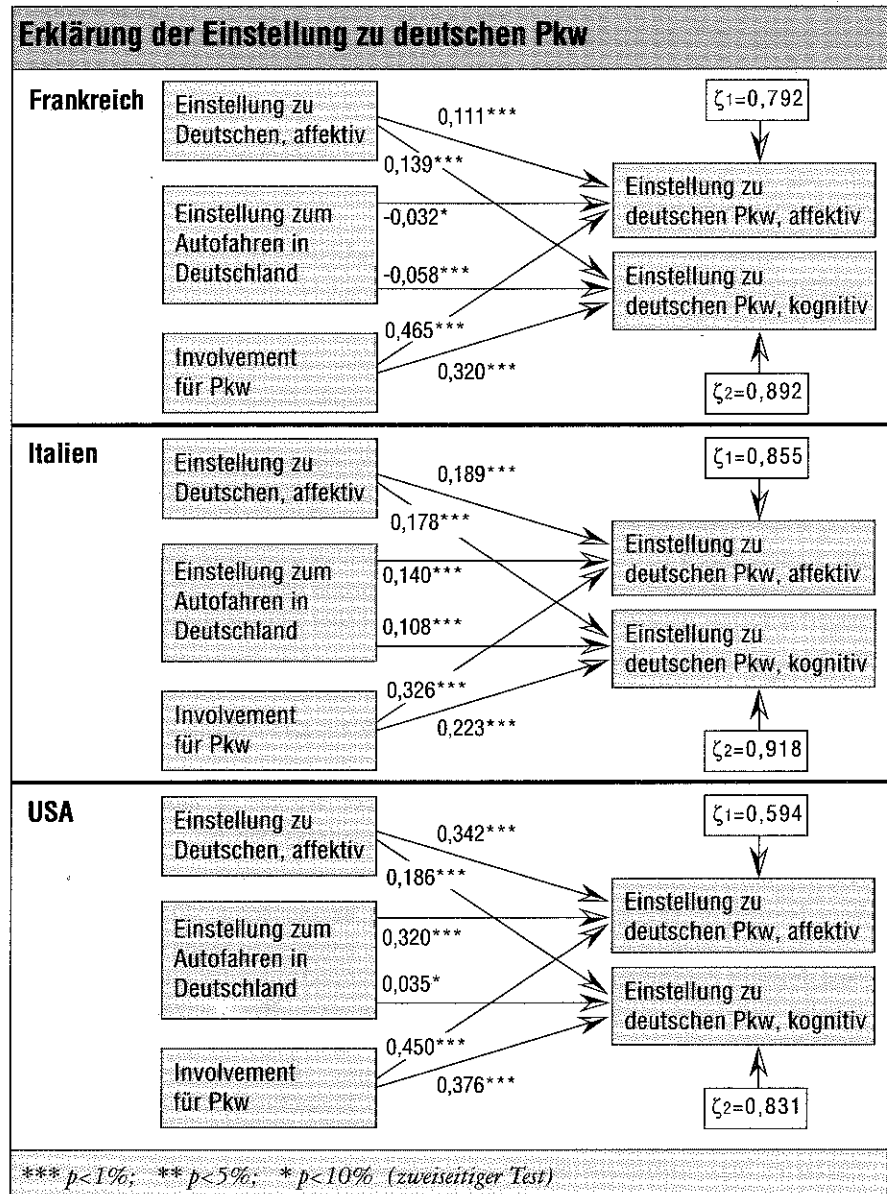 Erklärung der Einstellung zu deutschen Pkw
Frankreich
Einstellung zu
Deutschen, affektiv
Einstellung zum
Autofahren in
Deutschland
Involvement
für Pkw
0,111***
0,139***
-0,032*
-0,058***
0,465***
0,320***
ζ1=0,792
Einstellung zu
deutschen Pkw, affektiv
Einstellung zu
deutschen Pkw, kognitiv
ζ2=0,892
Italien
Einstellung zu
Deutschen, affektiv
Einstellung zum
Autofahren in
Deutschland
Involvement
für Pkw
0,189***
0,178***
0,140***
0,108***
0,326***
0,223***
ζ1=0,855
Einstellung zu
deutschen Pkw, affektiv
Einstellung zu
deutschen Pkw, kognitiv
ζ2=0,918
USA
Einstellung zu
Deutschen, affektiv
Einstellung zum
Autofahren in
Deutschland
Involvement
für Pkw
0,342***
0,186***
0,320***
0,035*
0,450***
0,376***
ζ1=0,594
Einstellung zu
deutschen Pkw, affektiv
Einstellung zu
deutschen Pkw, kognitiv
ζ2=0,831
*** p<1%; ** p<5%; * p<10% (zweiseitiger Test)